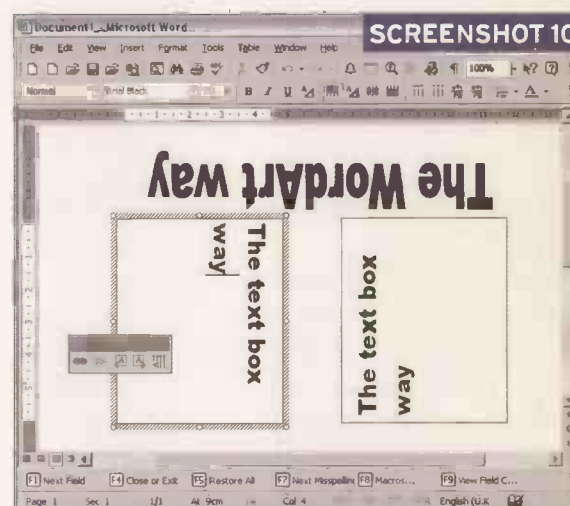 Document1 - Microsoft Word
SCREENSHOT 10
File Edit View Insert Format Tools Table Window Help
100%
Normal Arial Black B I U
The WordArt way
The text box
way
The text box
way
F1 Next Field F4 Close or Exit F5 Restore All F7 Next Misspelling F8 Macros... F9 View Field C...
Page 1 Sec 1 1/1 At 9cm Col 4 English (U.K